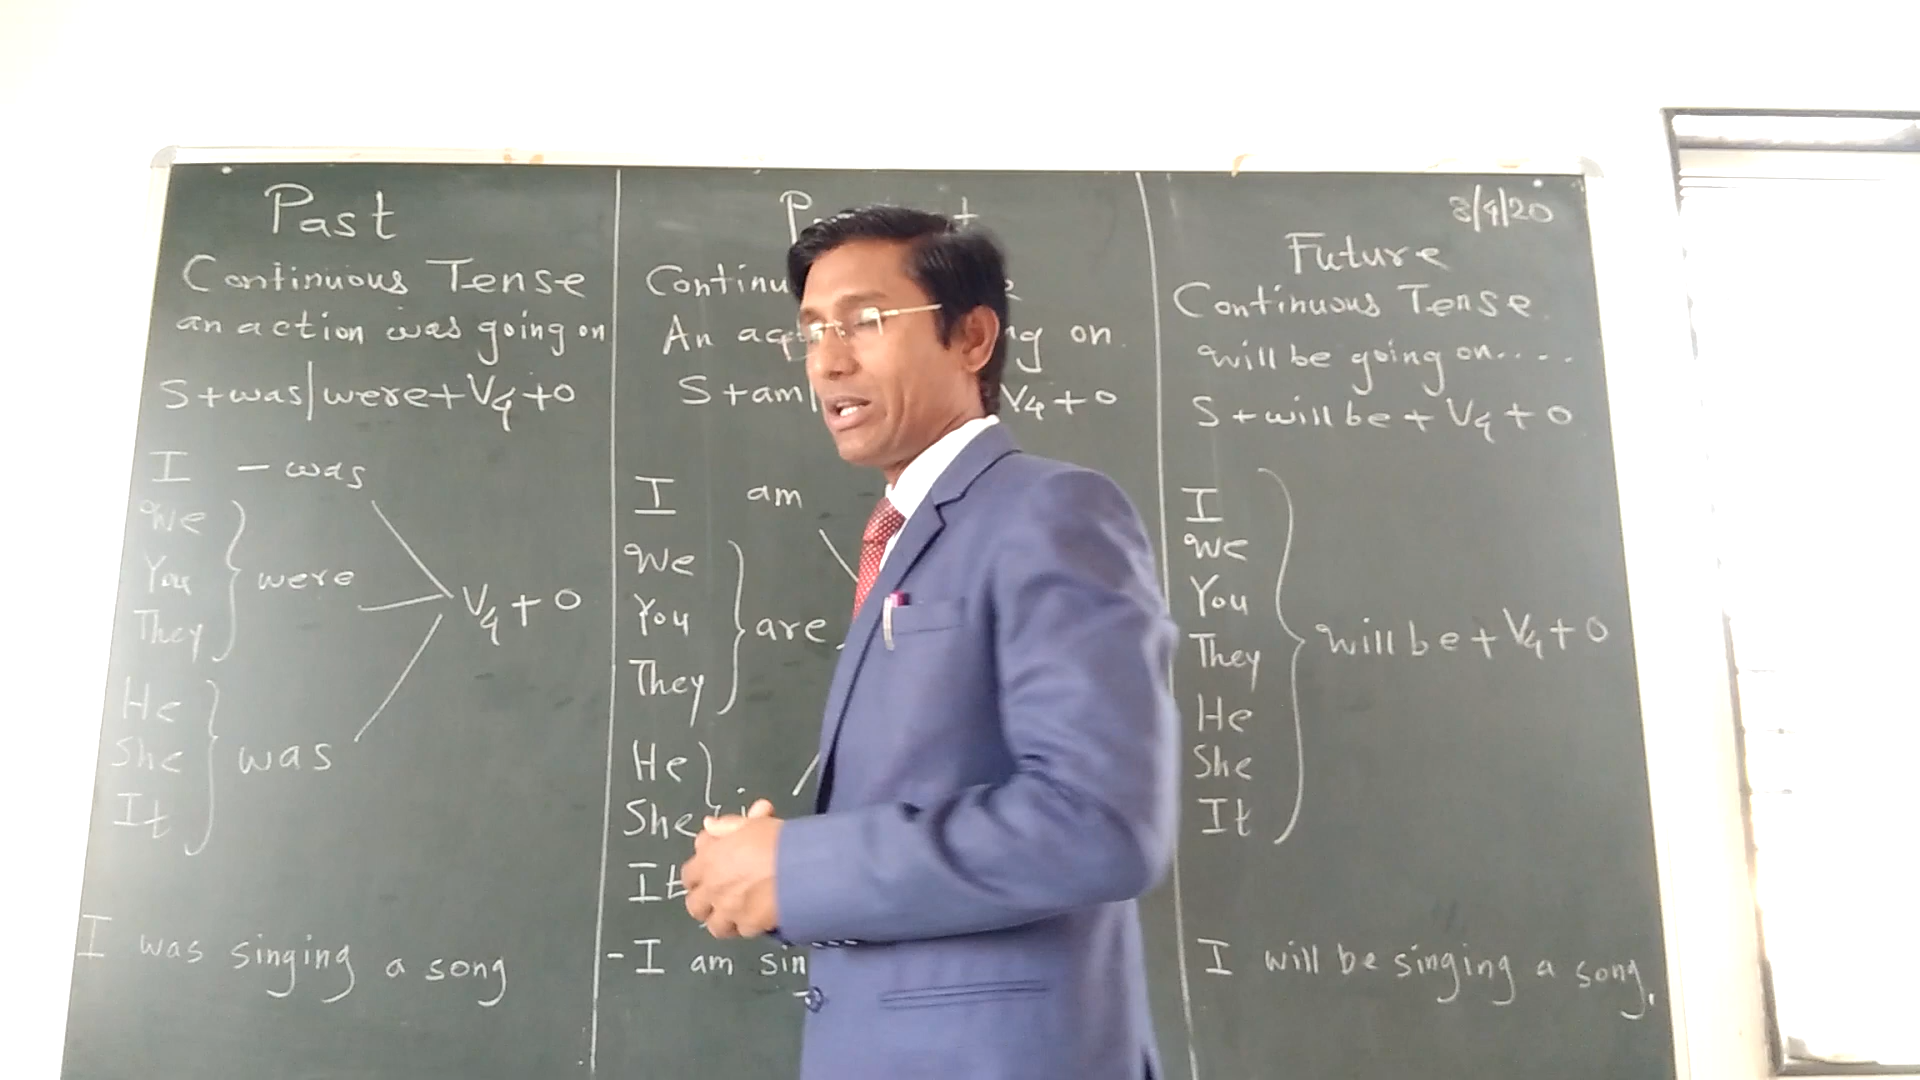 Past
Continuous Tense
an action was going on
S+was|were+V4+O
I - was
We
You
They
were
V4+O
He
She
It
was
I was singing a song
Continu
An ng on.
S+am| V4+O
I am
We
You
They
are
He
She
It
- I am sin
8/9/20
Future
Continuous Tense.
will be going on.....
S+will be+V4+O
I
We
You
They
He
She
It
will be+V4+O
I will be singing a song.